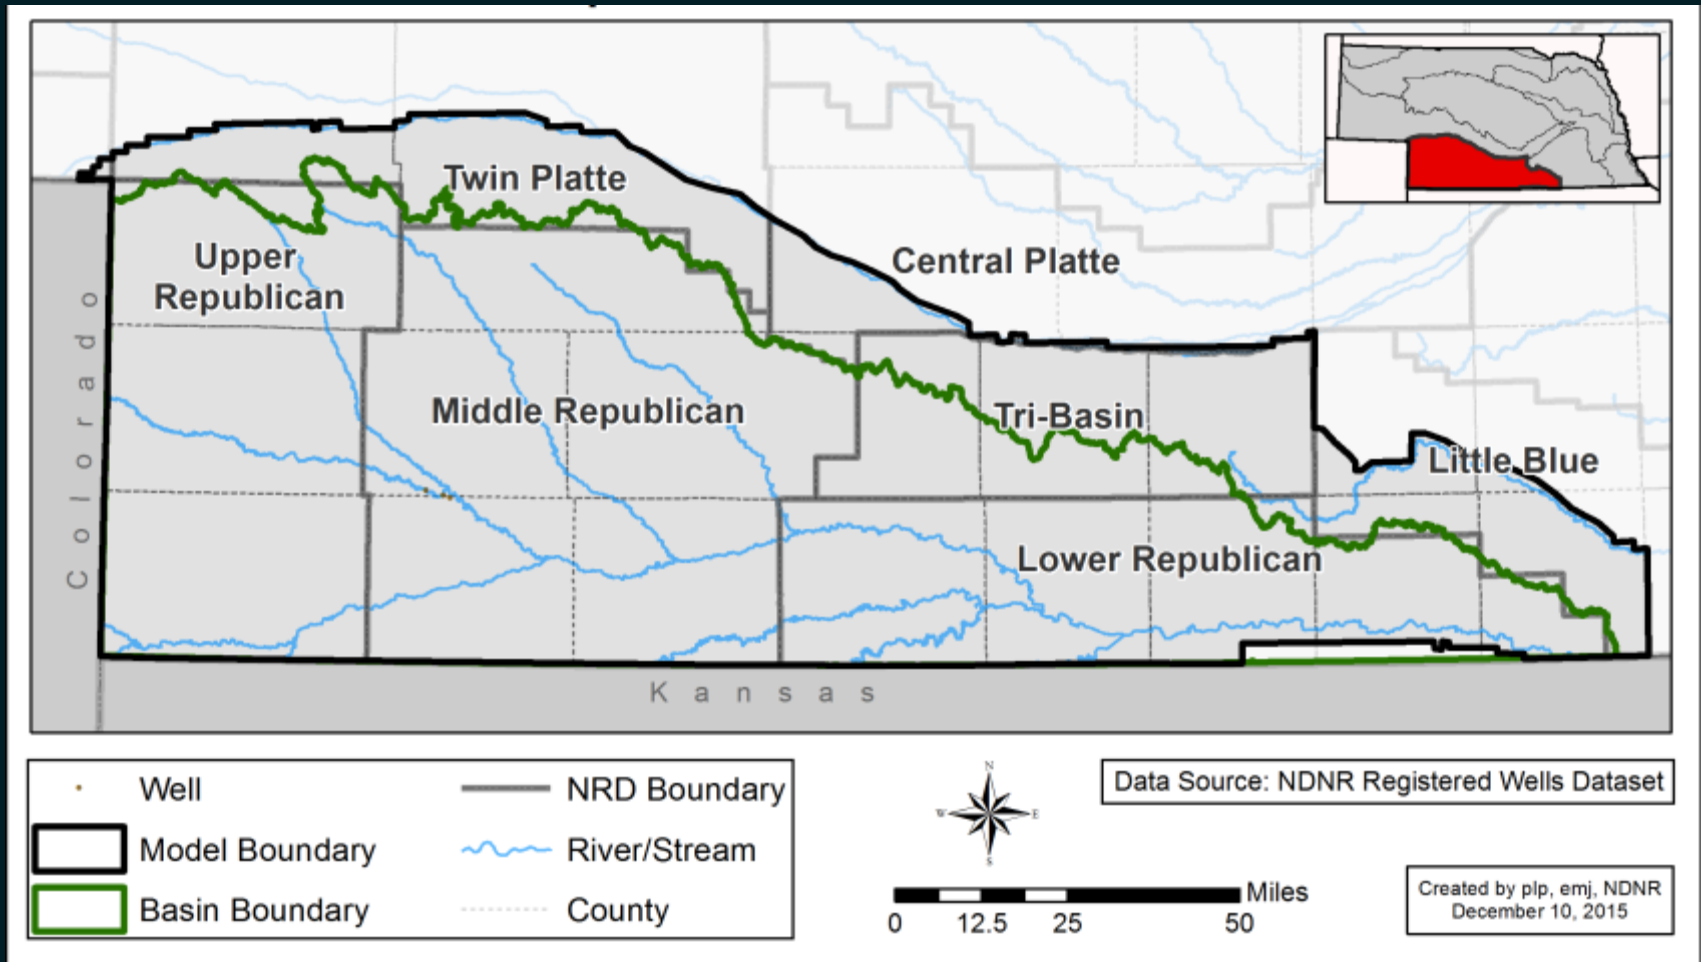 Twin Platte
Central Platte
Upper
Republican
Colorado
Middle Republican
Tri-Basin
Little Blue
Lower Republican
Kansas
Well
Model Boundary
Basin Boundary
NRD Boundary
River/Stream
County
N
W E
S
Miles
0 12.5 25 50
Data Source: NDNR Registered Wells Dataset
Created by plp, emj, NDNR
December 10, 2015